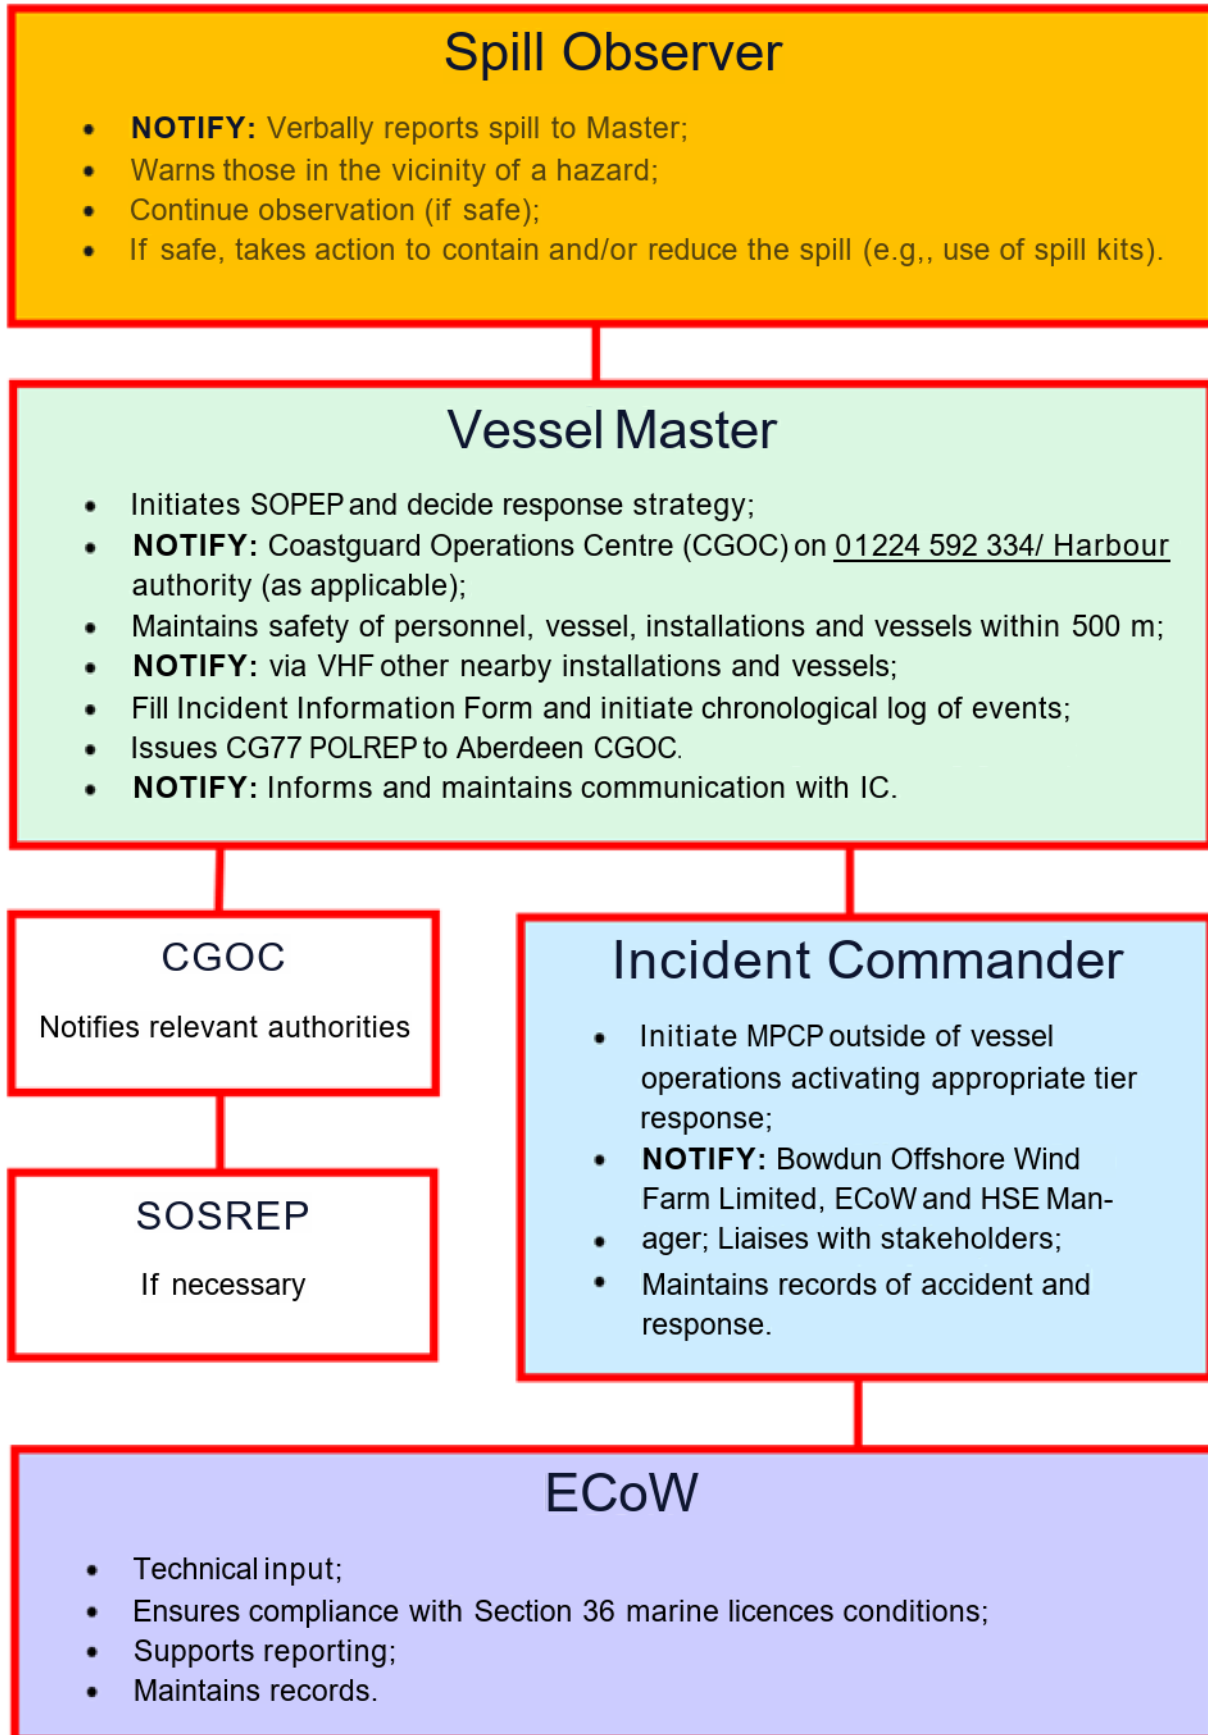 Spill Observer
• NOTIFY: Verbally reports spill to Master;
• Warns those in the vicinity of a hazard;
• Continue observation (if safe);
• If safe, takes action to contain and/or reduce the spill (e.g,, use of spill kits).
Vessel Master
• Initiates SOPEP and decide response strategy;
• NOTIFY: Coastguard Operations Centre (CGOC) on 01224 592 334/ Harbour
authority (as applicable);
• Maintains safety of personnel, vessel, installations and vessels within 500 m;
• NOTIFY: via VHF other nearby installations and vessels;
• Fill Incident Information Form and initiate chronological log of events;
• Issues CG77 POLREP to Aberdeen CGOC.
• NOTIFY: Informs and maintains communication with IC.
CGOC
Notifies relevant authorities
SOSREP
If necessary
Incident Commander
• Initiate MPCP outside of vessel
operations activating appropriate tier
response;
• NOTIFY: Bowdun Offshore Wind
Farm Limited, ECoW and HSE Man-
• ager; Liaises with stakeholders;
• Maintains records of accident and
response.
ECoW
• Technical input;
• Ensures compliance with Section 36 marine licences conditions;
• Supports reporting;
• Maintains records.